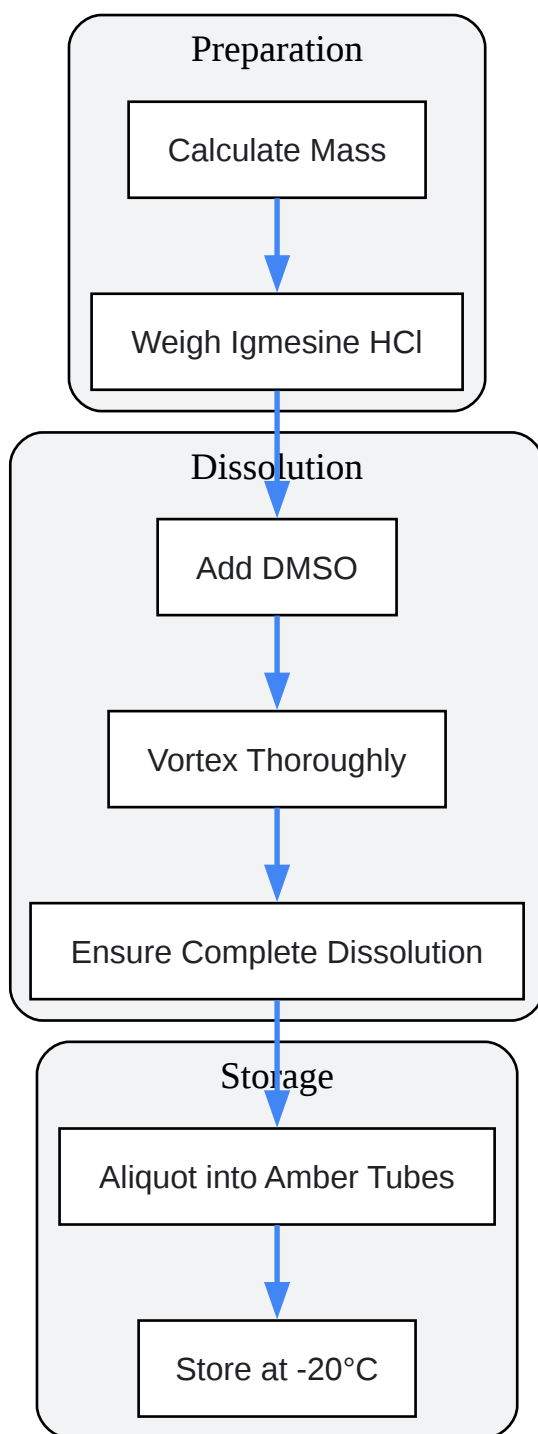 Preparation
Calculate Mass
Weigh Igmesine HCl
Dissolution
Add DMSO
Vortex Thoroughly
Ensure Complete Dissolution
Storage
Aliquot into Amber Tubes
Store at -20°C